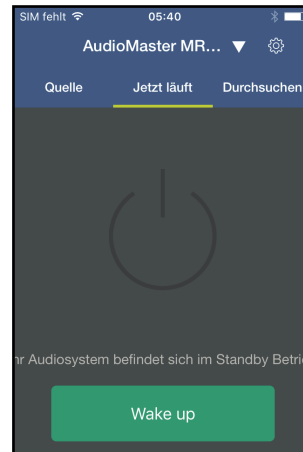 SIM fehlt 05:40
AudioMaster MR... ▼
Quelle Jetzt läuft Durchsuchen
hr Audiosystem befindet sich im Standby Betri
Wake up